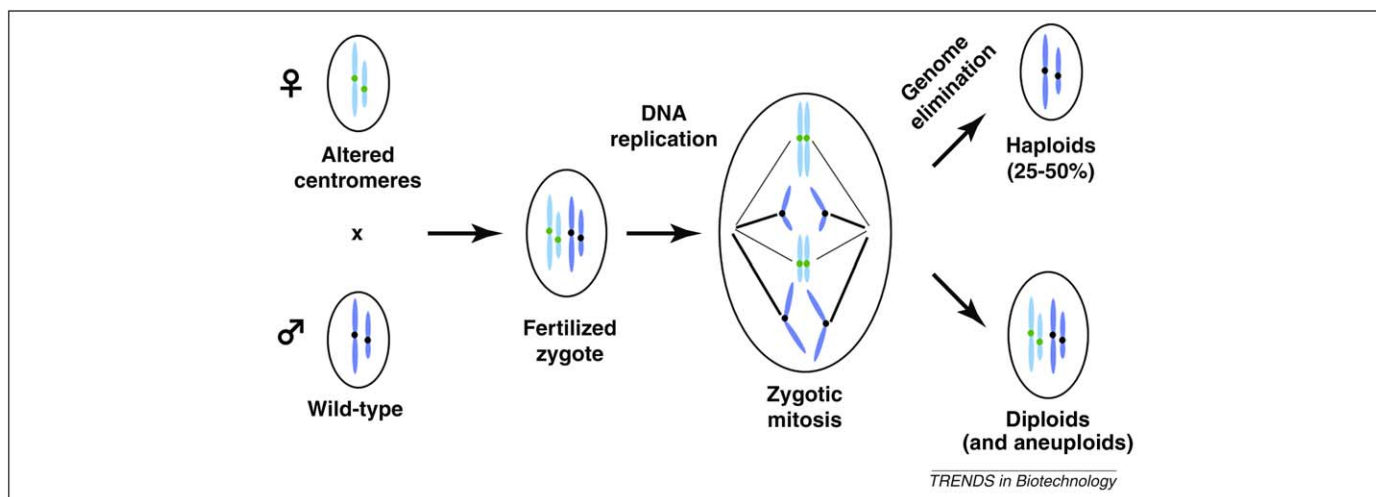 ♀
Altered
centromeres
x
♂
Wild-type
Fertilized
zygote
DNA
replication
Zygotic
mitosis
Genome
elimination
Haploids
(25-50%)
Diploids
(and aneuploids)
TRENDS in Biotechnology